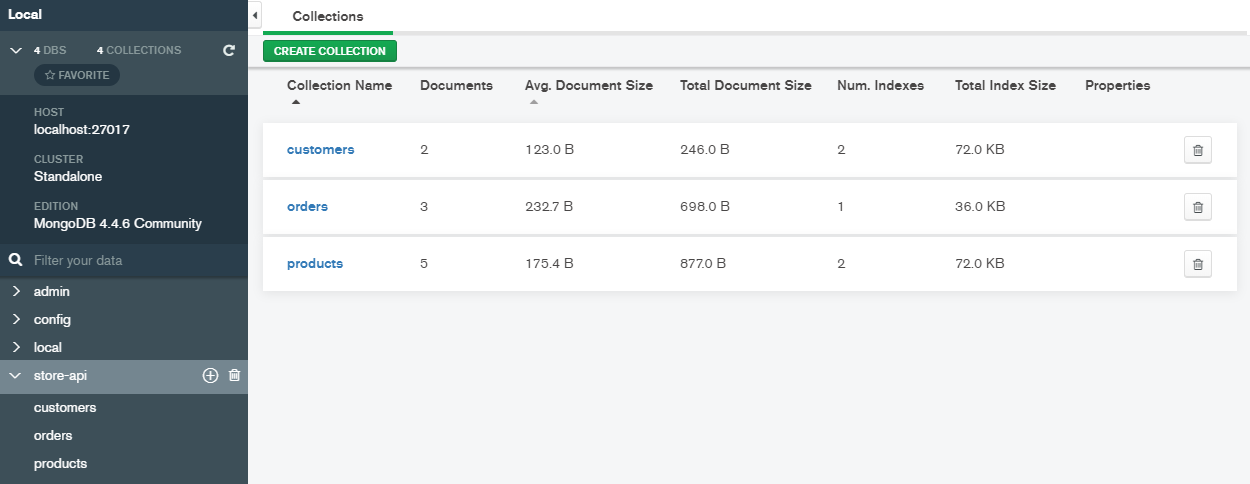 Local
4 DBS 4 COLLECTIONS
FAVORITE
HOST
localhost:27017
CLUSTER
Standalone
EDITION
MongoDB 4.4.6 Community
Filter your data
admin
config
local
store-api
customers
orders
products
Collections
CREATE COLLECTION
Collection Name Documents Avg. Document Size Total Document Size Num. Indexes Total Index Size Properties
customers 2 123.0 B 246.0 B 2 72.0 KB
orders 3 232.7 B 698.0 B 1 36.0 KB
products 5 175.4 B 877.0 B 2 72.0 KB